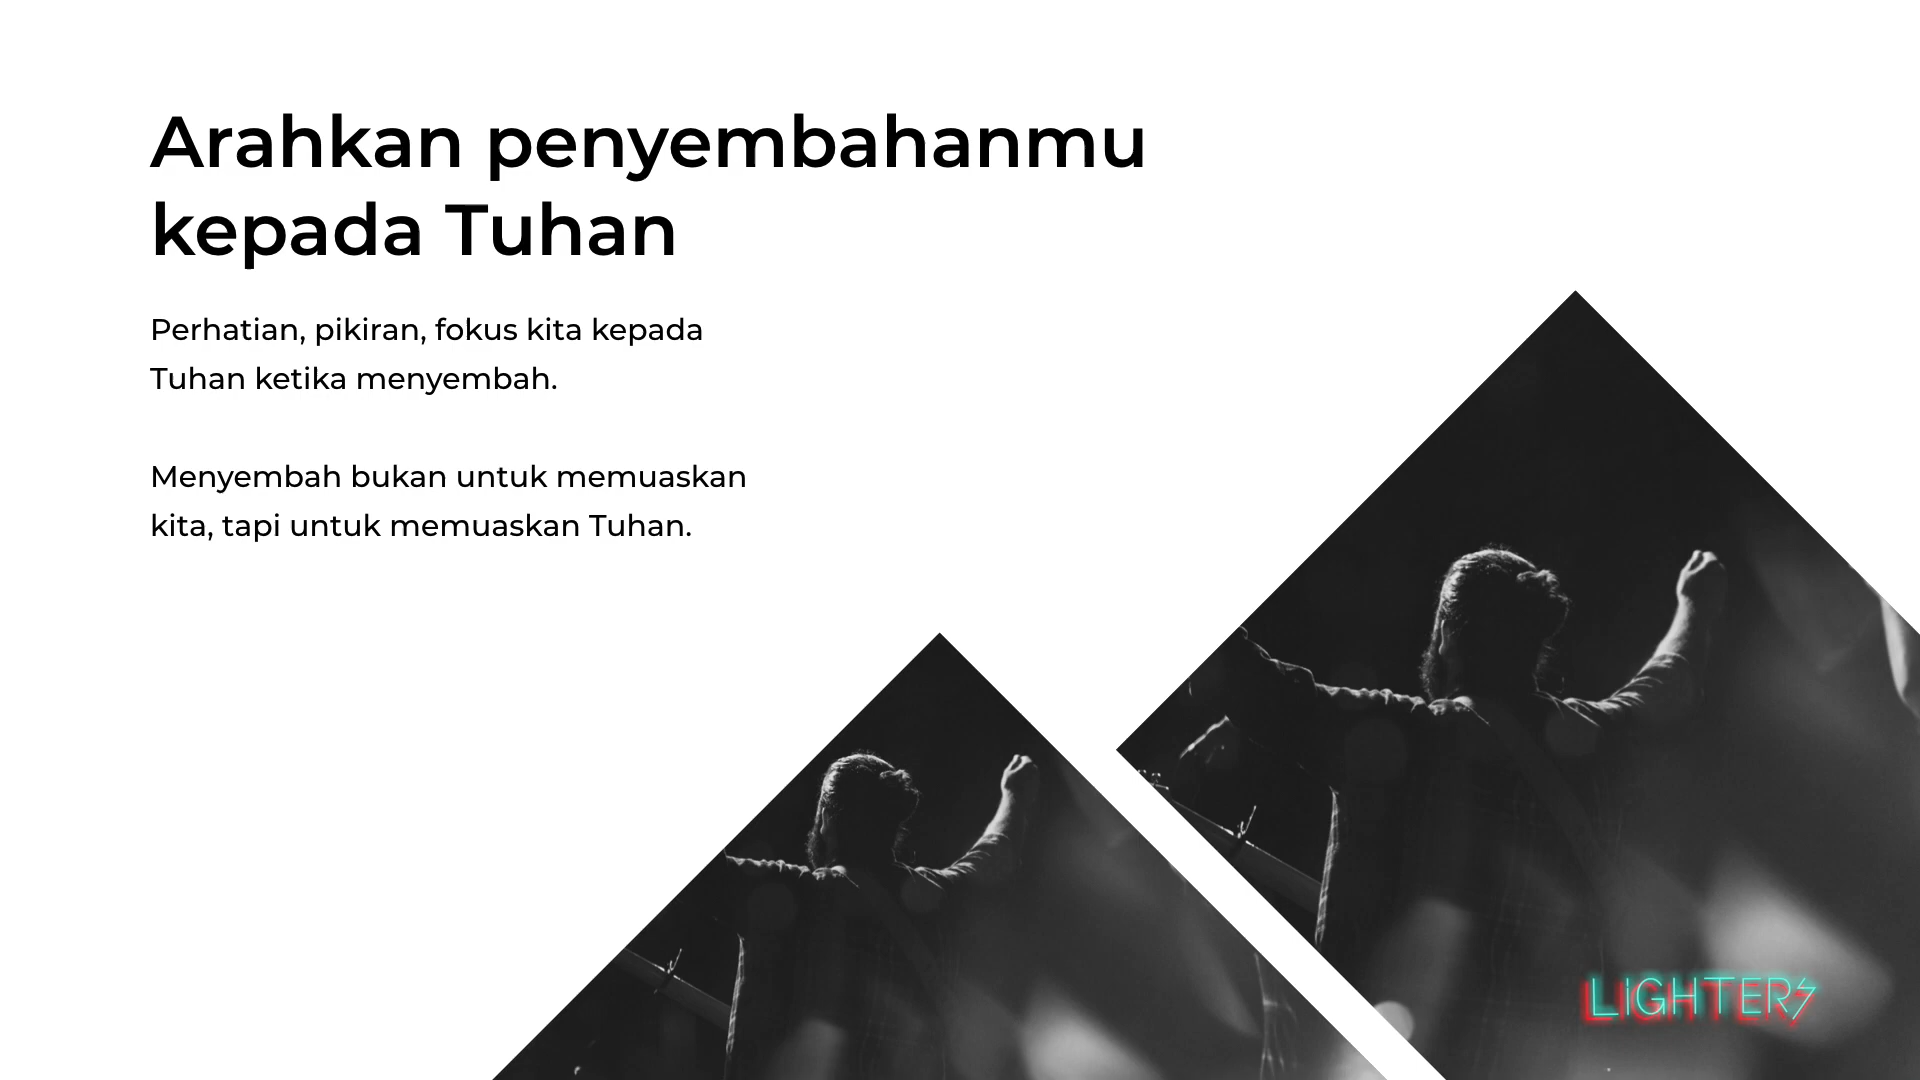 Arahkan penyembahanmu
kepada Tuhan
Perhatian, pikiran, fokus kita kepada
Tuhan ketika menyembah.
Menyembah bukan untuk memuaskan
kita, tapi untuk memuaskan Tuhan.
LIGHTERS